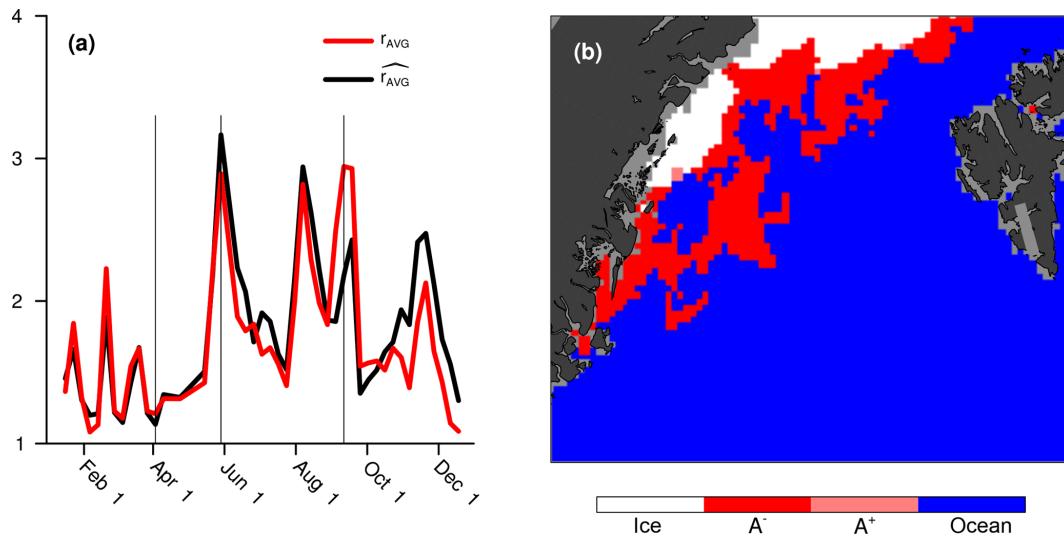 4
3
2
1
(a)
r_AVG
r̂_AVG
Feb 1
Apr 1
Jun 1
Aug 1
Oct 1
Dec 1
(b)
Ice
A⁻
A⁺
Ocean